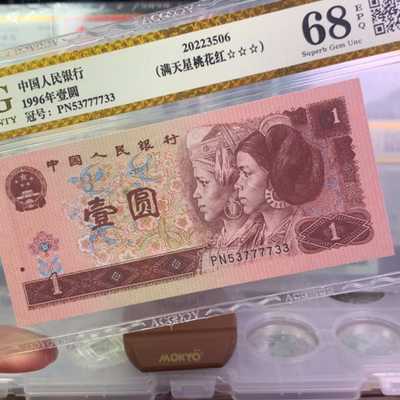 G
中国人民银行
1996年壹圆
冠号：PN53777733
20223506
(满天星桃花红☆☆☆)
68
EPQ
Superb Gem Unc
中国人民银行
1
壹圆
PN53777733
1
1
MOKYO